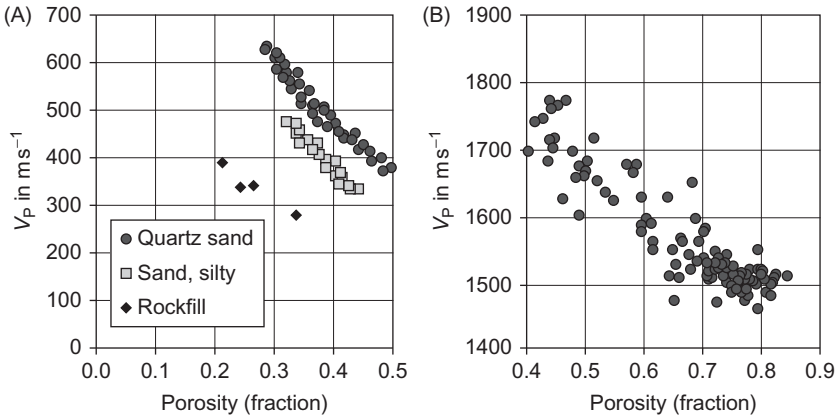 (A)
700
600
500
400
300
200
100
0
V_P in ms⁻¹
Quartz sand
Sand, silty
Rockfill
0.0 0.1 0.2 0.3 0.4 0.5
Porosity (fraction)
(B)
1900
1800
1700
1600
1500
1400
V_P in ms⁻¹
0.4 0.5 0.6 0.7 0.8 0.9
Porosity (fraction)